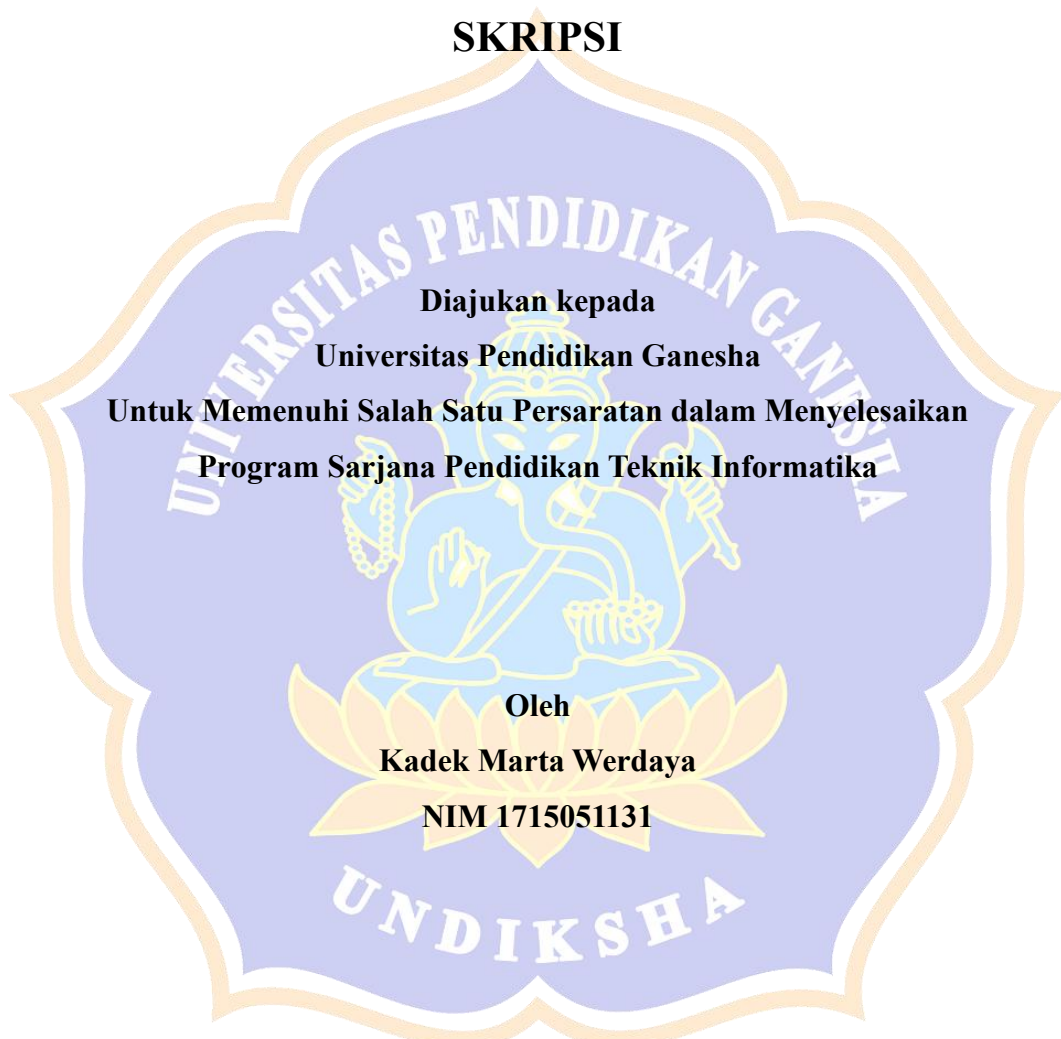 SKRIPSI
UNIVERSITAS PENDIDIKAN GANESHA
Diajukan kepada
Universitas Pendidikan Ganesha
Untuk Memenuhi Salah Satu Persaratan dalam Menyelesaikan
Program Sarjana Pendidikan Teknik Informatika
Oleh
Kadek Marta Werdaya
NIM 1715051131
UNDIKSHA